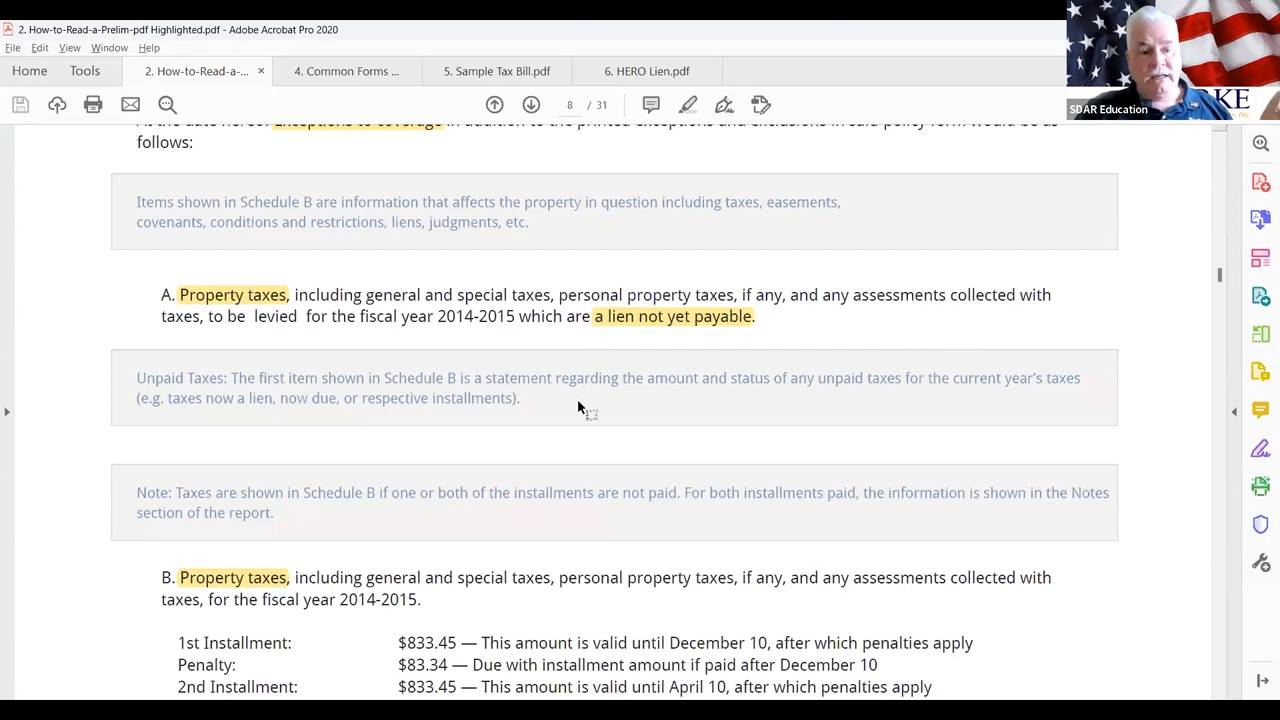 2. How-to-Read-a-Prelim-pdf Highlighted.pdf - Adobe Acrobat Pro 2020
File Edit View Window Help
Home Tools 2. How-to-Read-a-... × 4. Common Forms ... 5. Sample Tax Bill.pdf 6. HERO Lien.pdf
8 / 31
SDAR Education
follows:
Items shown in Schedule B are information that affects the property in question including taxes, easements,
covenants, conditions and restrictions, liens, judgments, etc.
A. Property taxes, including general and special taxes, personal property taxes, if any, and any assessments collected with
taxes, to be levied for the fiscal year 2014-2015 which are a lien not yet payable.
Unpaid Taxes: The first item shown in Schedule B is a statement regarding the amount and status of any unpaid taxes for the current year's taxes
(e.g. taxes now a lien, now due, or respective installments).
Note: Taxes are shown in Schedule B if one or both of the installments are not paid. For both installments paid, the information is shown in the Notes
section of the report.
B. Property taxes, including general and special taxes, personal property taxes, if any, and any assessments collected with
taxes, for the fiscal year 2014-2015.
1st Installment: $833.45 — This amount is valid until December 10, after which penalties apply
Penalty: $83.34 — Due with installment amount if paid after December 10
2nd Installment: $833.45 — This amount is valid until April 10, after which penalties apply